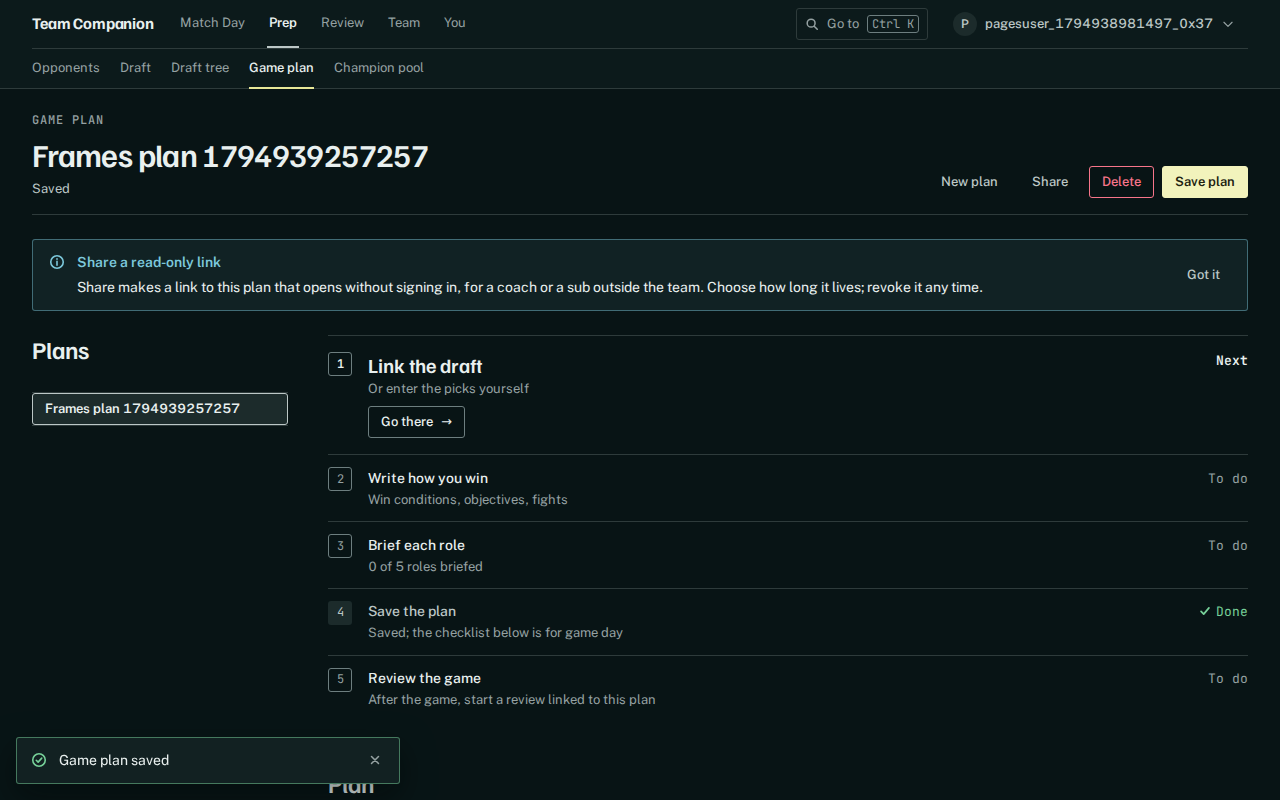 Team Companion
Match Day
Prep
Review
Team
You
Go to
Ctrl K
P
pagesuser_1794938981497_0x37
Opponents
Draft
Draft tree
Game plan
Champion pool
GAME PLAN
Frames plan 1794939257257
Saved
New plan
Share
Delete
Save plan
Share a read-only link
Share makes a link to this plan that opens without signing in, for a coach or a sub outside the team. Choose how long it lives; revoke it any time.
Got it
Plans
Frames plan 1794939257257
1
Link the draft
Next
Or enter the picks yourself
Go there →
2
Write how you win
To do
Win conditions, objectives, fights
3
Brief each role
To do
0 of 5 roles briefed
4
Save the plan
Done
Saved; the checklist below is for game day
5
Review the game
To do
After the game, start a review linked to this plan
Game plan saved
Plan